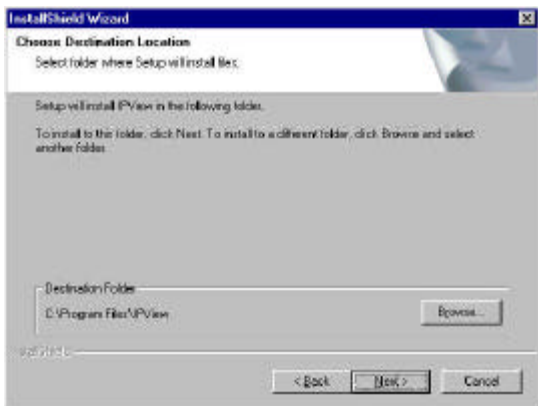 InstallShield Wizard
Choose Destination Location
Select folder where Setup will install files.
Setup will install IPView in the following folder.
To install to this folder, click Next. To install to a different folder, click Browse and select
another folder.
Destination Folder
C:\Program Files\IPView
Browse...
InstallShield
< Back
Next >
Cancel